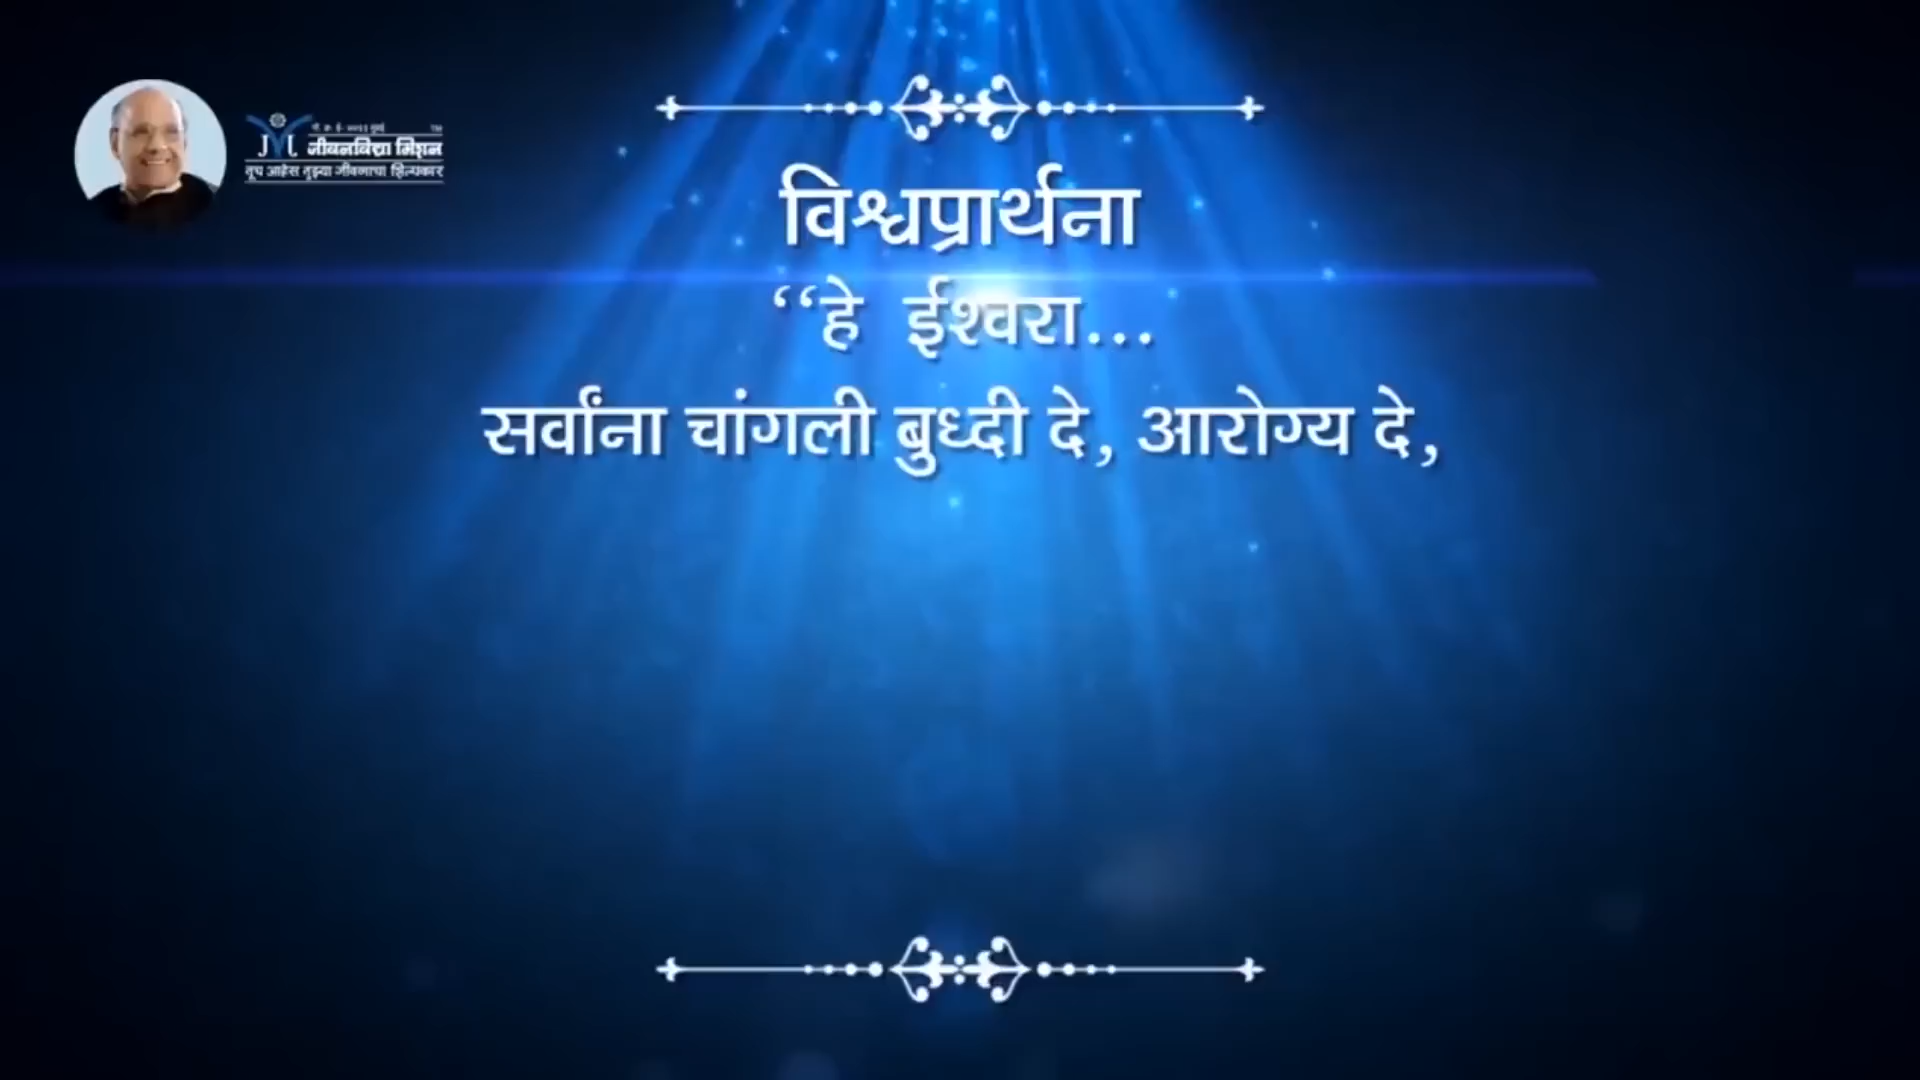 जीवनविद्या मिशन
तूच आहेस तुझ्या जीवनाचा शिल्पकार
विश्वप्रार्थना
“हे ईश्वरा...
सर्वांना चांगली बुध्दी दे, आरोग्य दे,